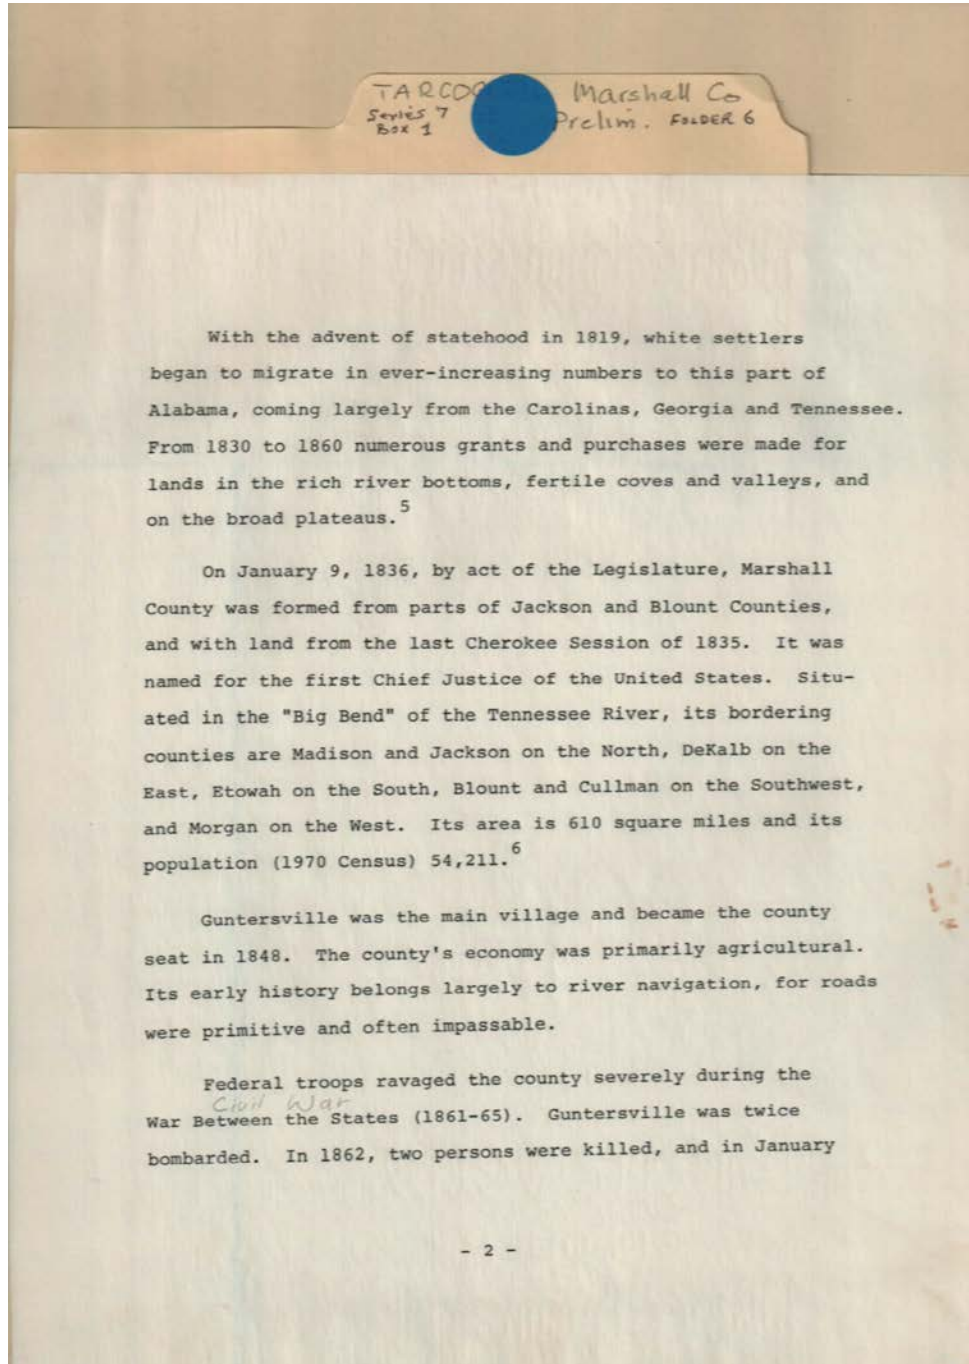 TARCOG Marshall Co
Series 7 Prelim. FOLDER 6
Box 1
With the advent of statehood in 1819, white settlers
began to migrate in ever-increasing numbers to this part of
Alabama, coming largely from the Carolinas, Georgia and Tennessee.
From 1830 to 1860 numerous grants and purchases were made for
lands in the rich river bottoms, fertile coves and valleys, and
on the broad plateaus.5
On January 9, 1836, by act of the Legislature, Marshall
County was formed from parts of Jackson and Blount Counties,
and with land from the last Cherokee Session of 1835. It was
named for the first Chief Justice of the United States. Situ-
ated in the "Big Bend" of the Tennessee River, its bordering
counties are Madison and Jackson on the North, DeKalb on the
East, Etowah on the South, Blount and Cullman on the Southwest,
and Morgan on the West. Its area is 610 square miles and its
population (1970 Census) 54,211.6
Guntersville was the main village and became the county
seat in 1848. The county's economy was primarily agricultural.
Its early history belongs largely to river navigation, for roads
were primitive and often impassable.
Federal troops ravaged the county severely during the
Civil War
War Between the States (1861-65). Guntersville was twice
bombarded. In 1862, two persons were killed, and in January
- 2 -